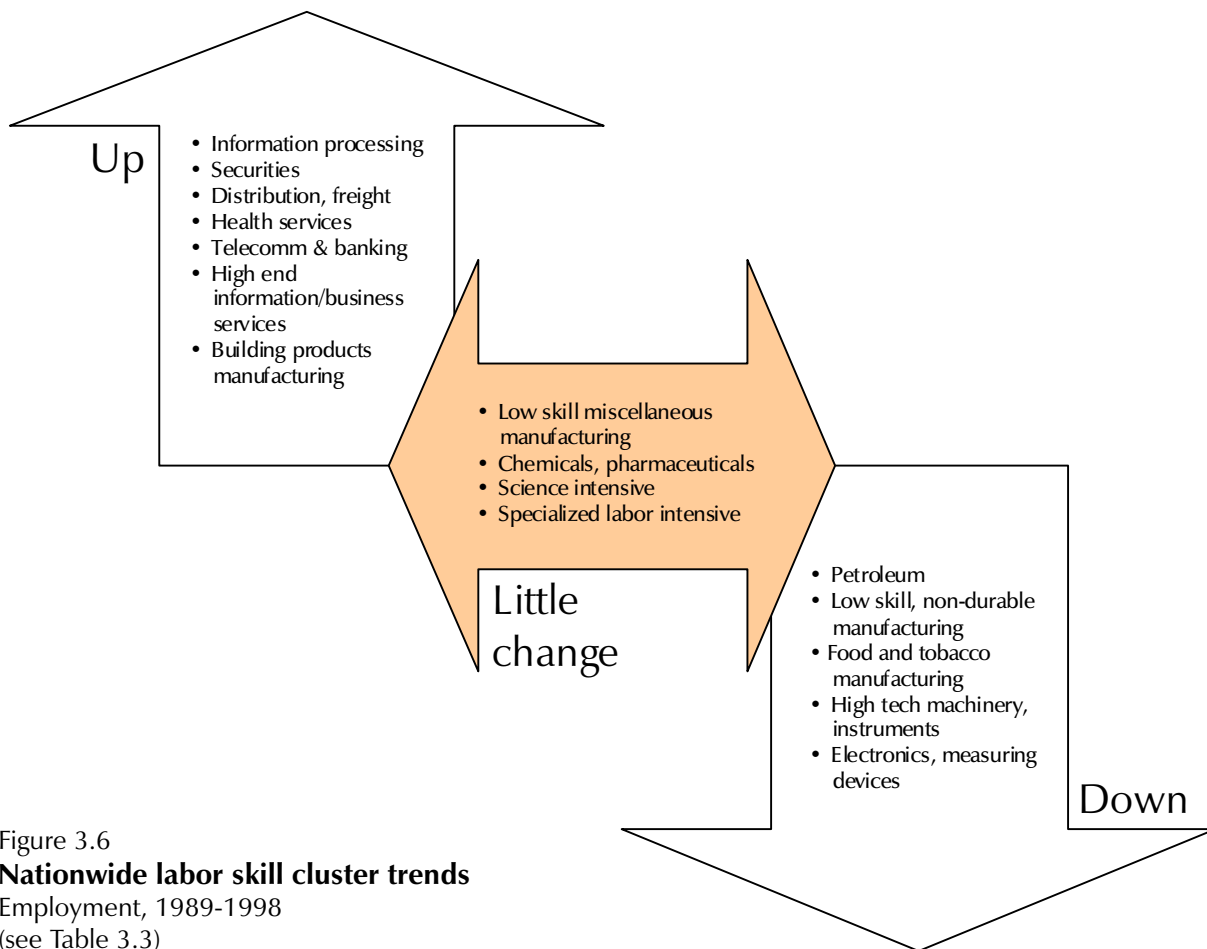 Up
• Information processing
• Securities
• Distribution, freight
• Health services
• Telecomm & banking
• High end
information/business
services
• Building products
manufacturing
• Low skill miscellaneous
manufacturing
• Chemicals, pharmaceuticals
• Science intensive
• Specialized labor intensive
Little
change
• Petroleum
• Low skill, non-durable
manufacturing
• Food and tobacco
manufacturing
• High tech machinery,
instruments
• Electronics, measuring
devices
Down
Figure 3.6
Nationwide labor skill cluster trends
Employment, 1989-1998
(see Table 3.3)